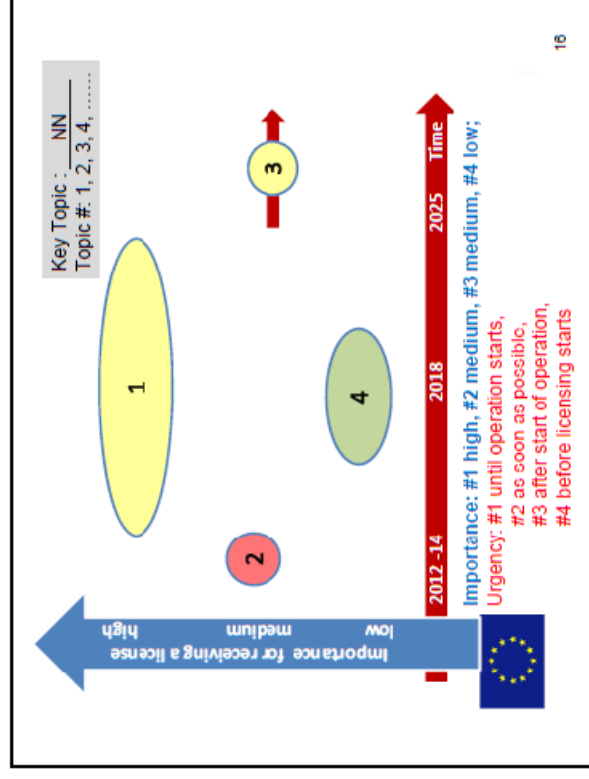 Key Topic : NN
Topic #: 1, 2, 3, 4, ......
Importance for receiving a license
high
medium
low
1
2
3
4
2012 -14
2018
2025
Time
Importance: #1 high, #2 medium, #3 medium, #4 low;
Urgency: #1 until operation starts,
#2 as soon as possible,
#3 after start of operation,
#4 before licensing starts
16